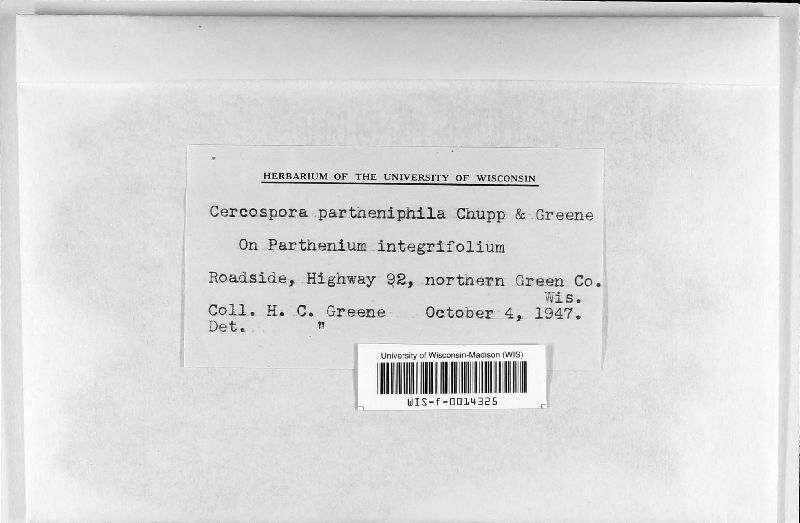 HERBARIUM OF THE UNIVERSITY OF WISCONSIN
Cercospora partheniphila Chupp & Greene
On Parthenium integrifolium
Roadside, Highway 92, northern Green Co.
Wis.
Coll. H. C. Greene October 4, 1947.
Det. "
University of Wisconsin-Madison (WIS)
WIS-f-0014325